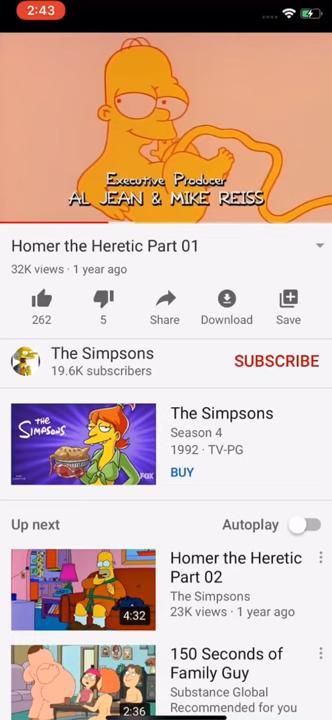 2:43
Executive Producer
AL JEAN & MIKE REISS
Homer the Heretic Part 01
32K views · 1 year ago
262
5
Share
Download
Save
The Simpsons
19.6K subscribers
SUBSCRIBE
THE SIMPSONS
FOX
The Simpsons
Season 4
1992 · TV-PG
BUY
Up next
Autoplay
4:32
Homer the Heretic
Part 02
The Simpsons
23K views · 1 year ago
2:36
150 Seconds of
Family Guy
Substance Global
Recommended for you